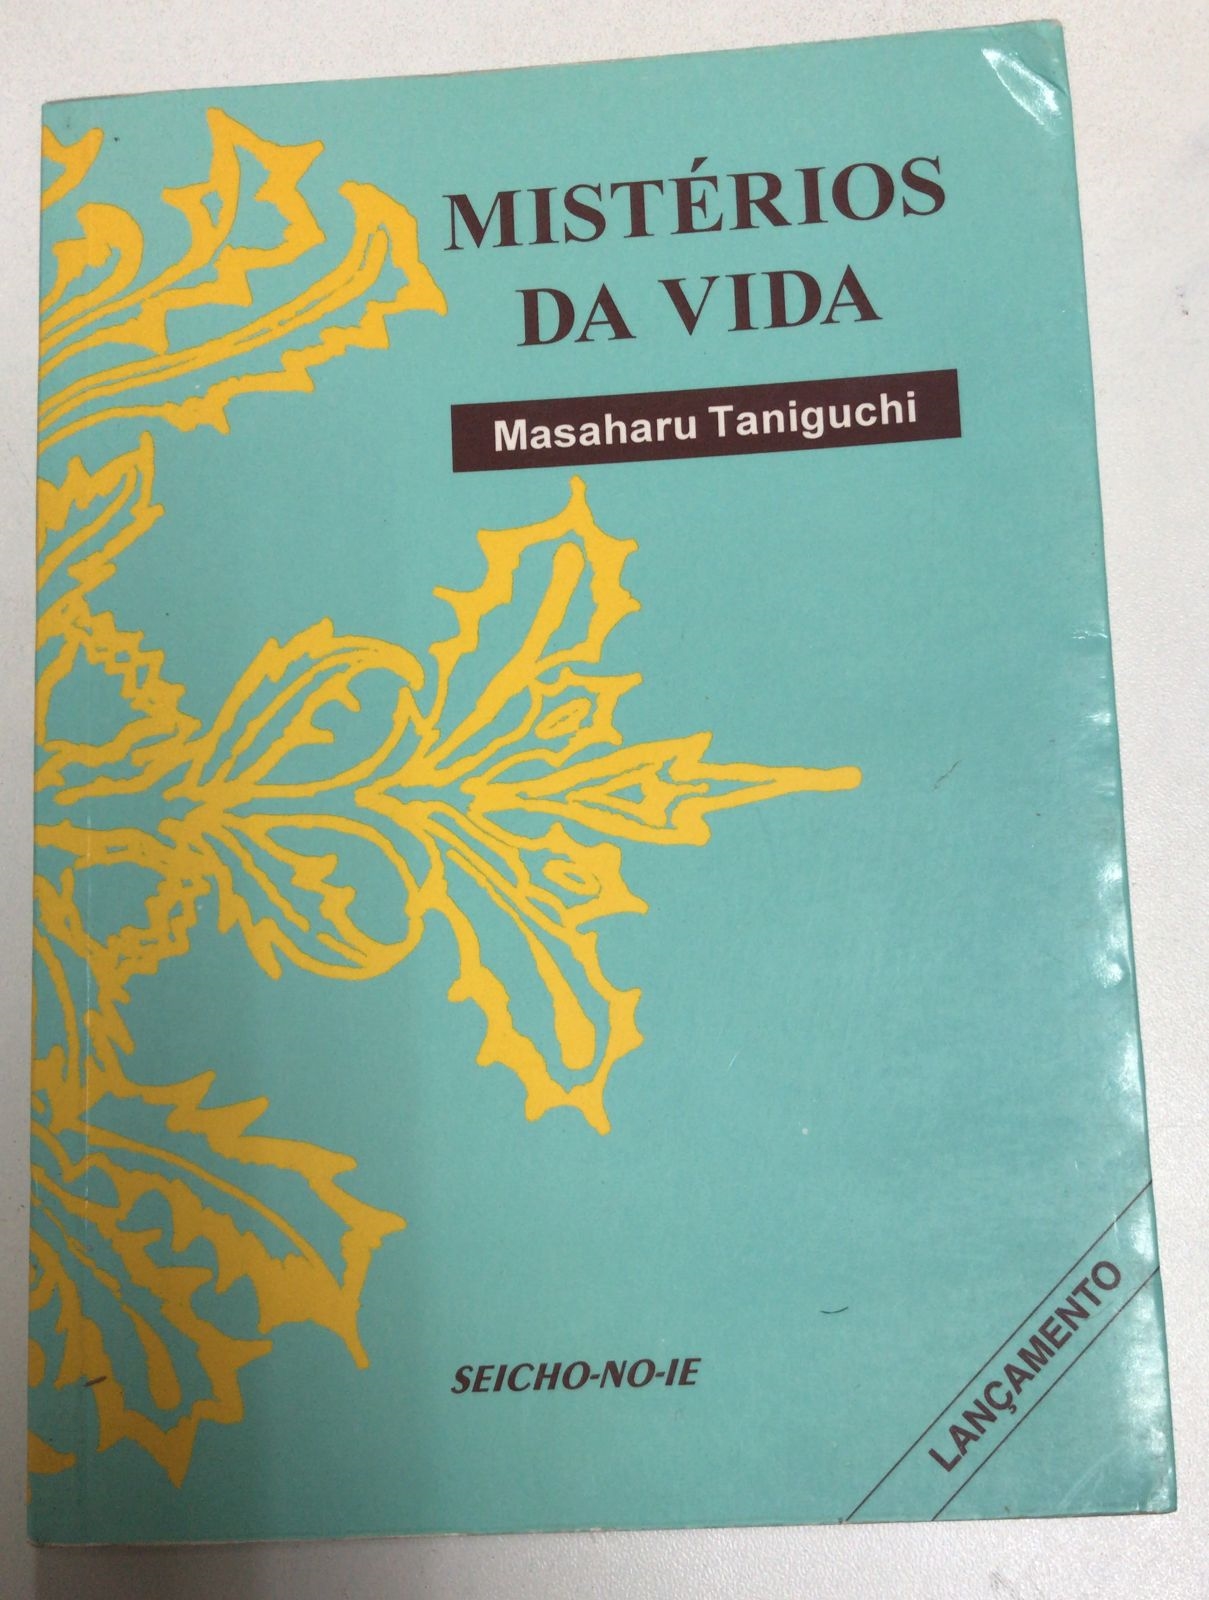 MISTÉRIOS
DA VIDA
Masaharu Taniguchi
SEICHO-NO-IE
LANÇAMENTO